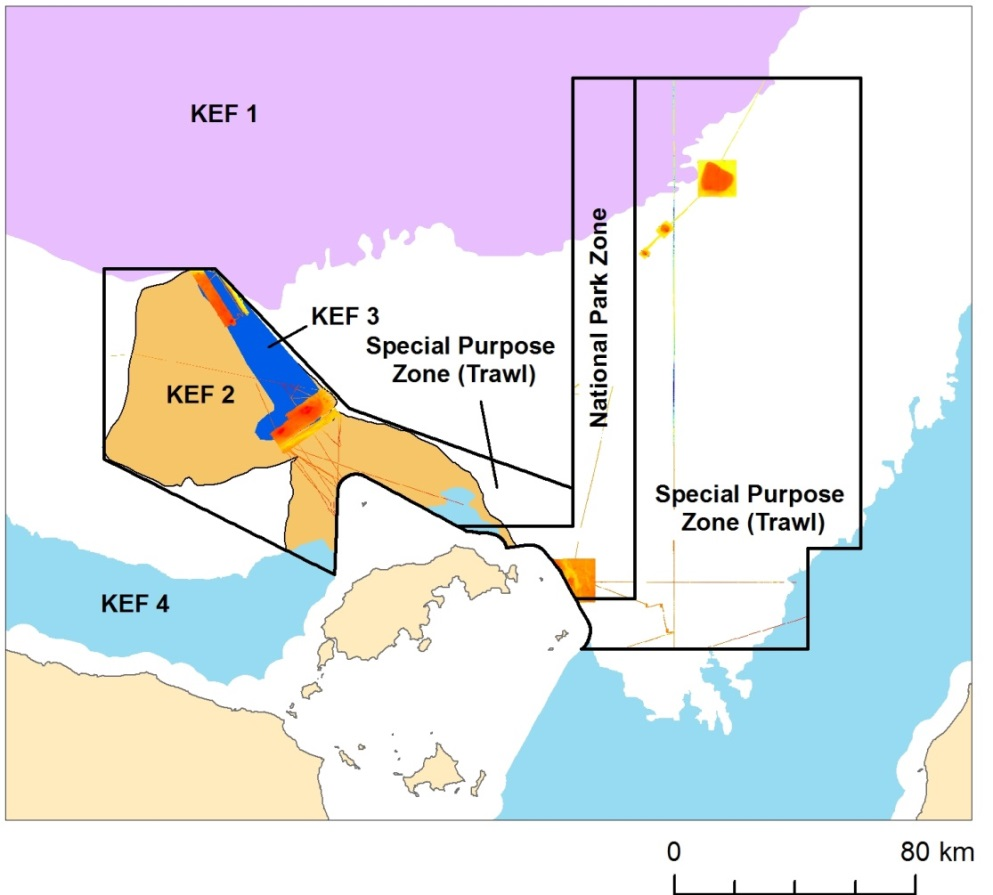 KEF 1
National Park Zone
KEF 3
Special Purpose
Zone (Trawl)
KEF 2
Special Purpose
Zone (Trawl)
KEF 4
0
80 km